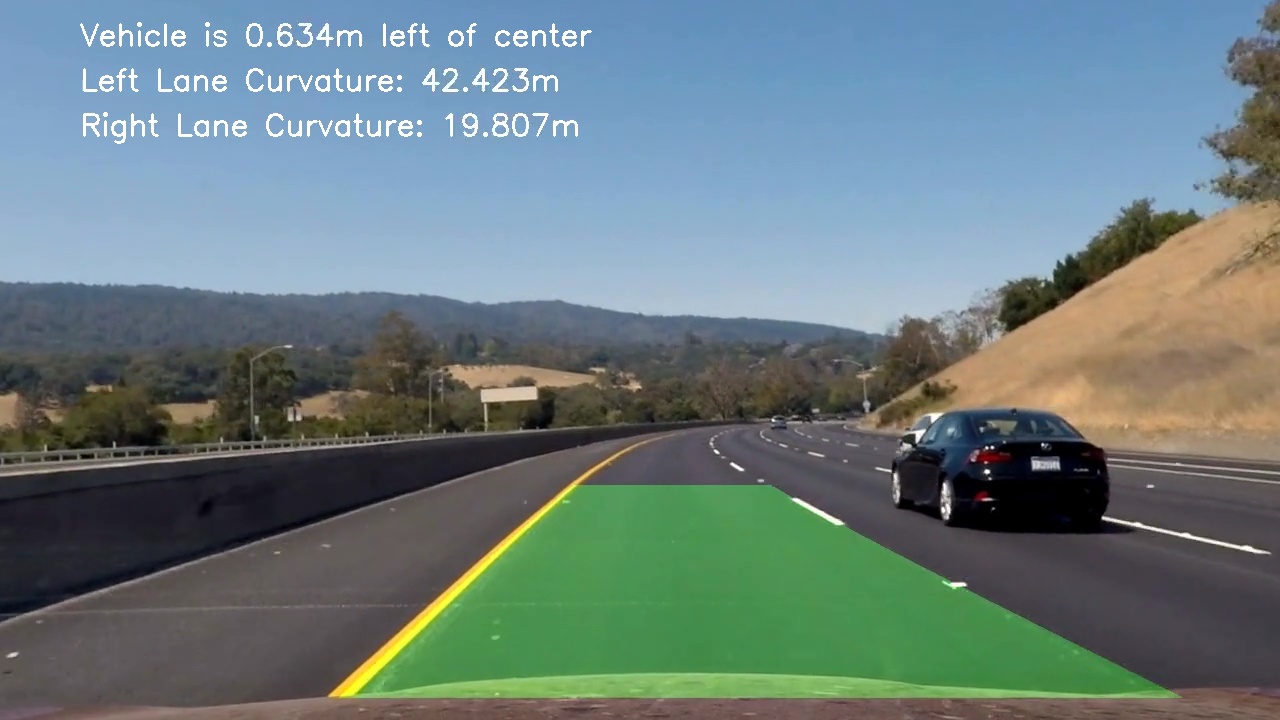 Vehicle is 0.634m left of center
Left Lane Curvature: 42.423m
Right Lane Curvature: 19.807m